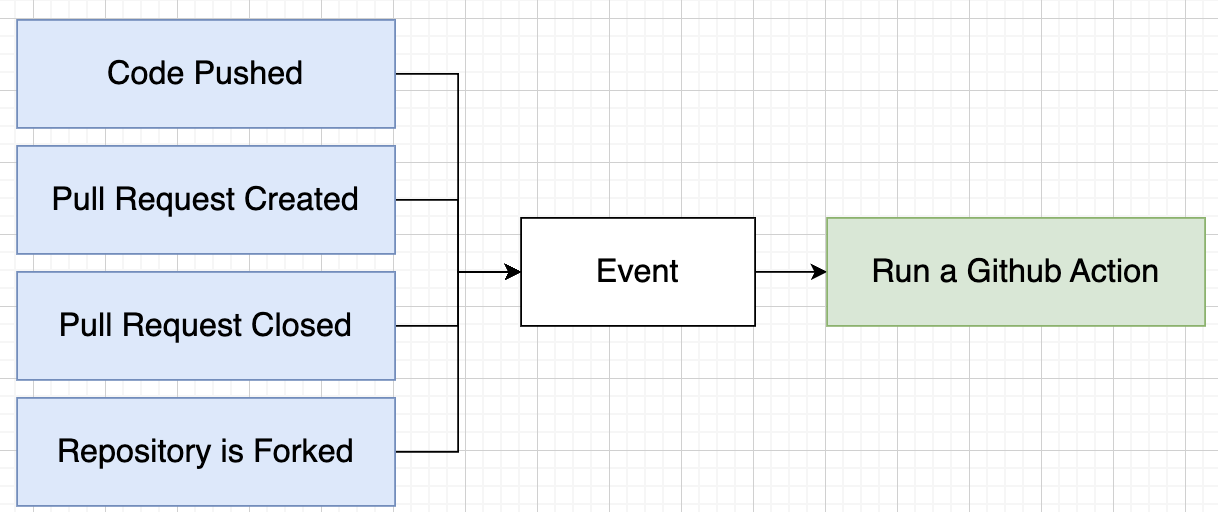 Code Pushed
Pull Request Created
Pull Request Closed
Repository is Forked
Event
Run a Github Action